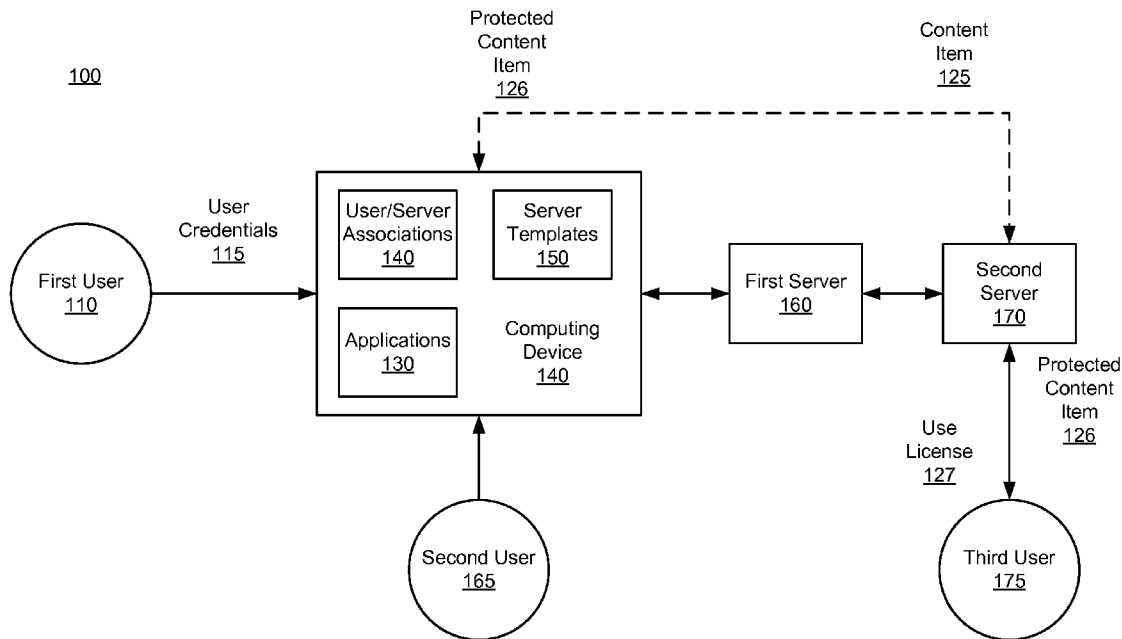 100
Protected
Content
Item
126
Content
Item
125
User
Credentials
115
First User
110
User/Server
Associations
140
Server
Templates
150
Applications
130
Computing
Device
140
First Server
160
Second
Server
170
Protected
Content
Item
126
Use
License
127
Second User
165
Third User
175